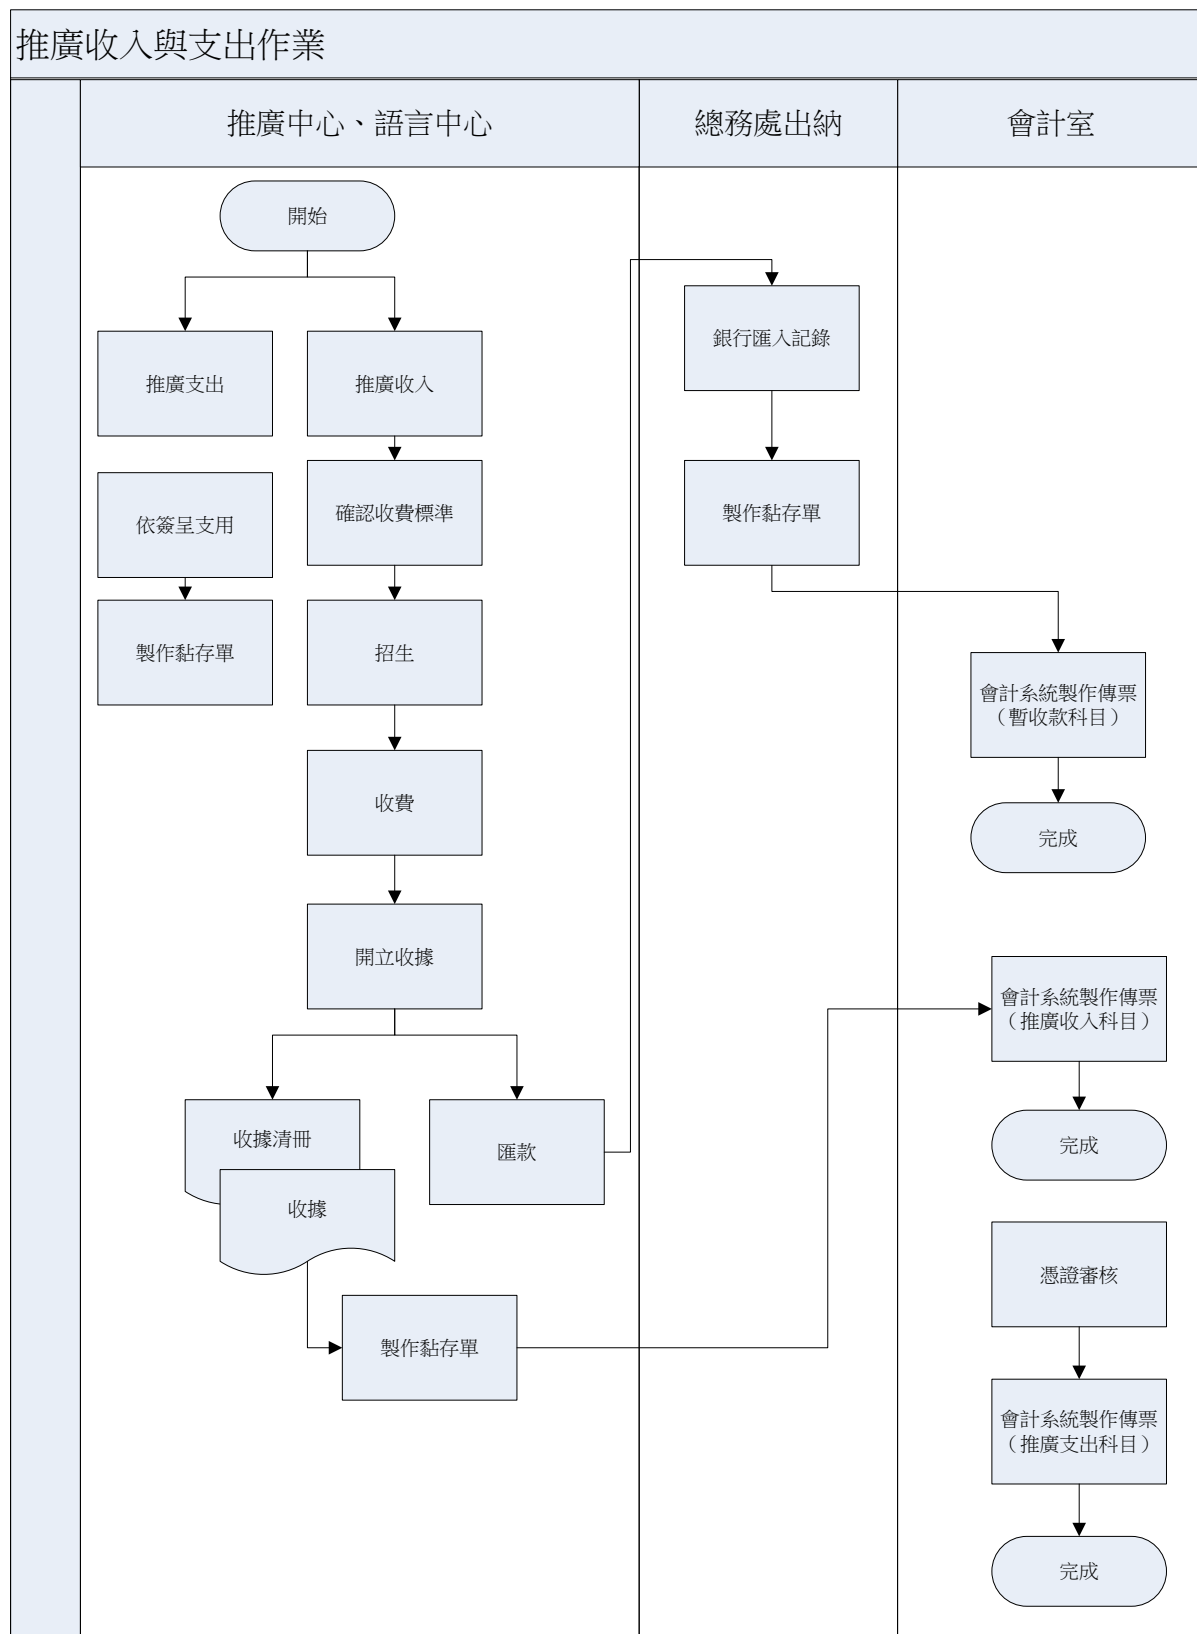 推廣收入與支出作業
推廣中心、語言中心
總務處出納
會計室
開始
推廣支出
推廣收入
依簽呈支用
確認收費標準
製作黏存單
招生
收費
開立收據
收據清冊
收據
匯款
製作黏存單
銀行匯入記錄
製作黏存單
會計系統製作傳票
（暫收款科目）
完成
會計系統製作傳票
（推廣收入科目）
完成
憑證審核
會計系統製作傳票
（推廣支出科目）
完成